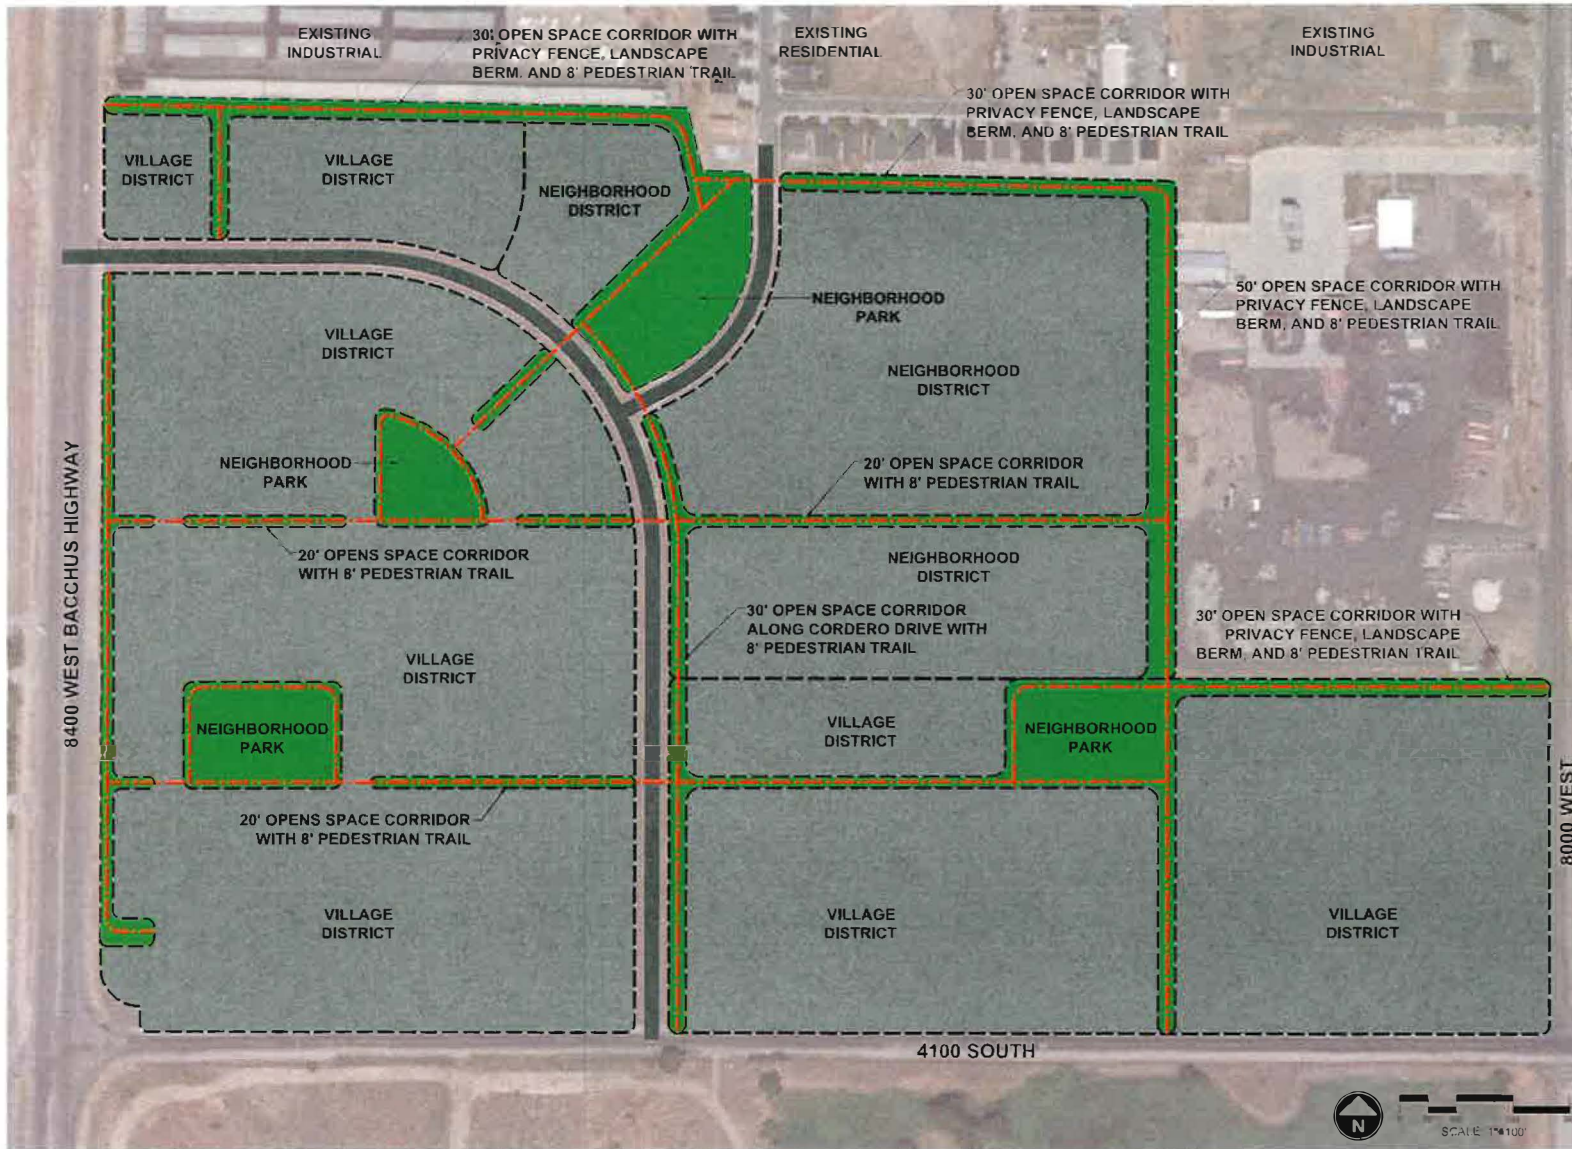 EXISTING
INDUSTRIAL
30' OPEN SPACE CORRIDOR WITH
PRIVACY FENCE, LANDSCAPE
BERM, AND 8' PEDESTRIAN TRAIL
EXISTING
RESIDENTIAL
EXISTING
INDUSTRIAL
30' OPEN SPACE CORRIDOR WITH
PRIVACY FENCE, LANDSCAPE
BERM, AND 8' PEDESTRIAN TRAIL
VILLAGE
DISTRICT
VILLAGE
DISTRICT
NEIGHBORHOOD
DISTRICT
50' OPEN SPACE CORRIDOR WITH
PRIVACY FENCE, LANDSCAPE
BERM, AND 8' PEDESTRIAN TRAIL
NEIGHBORHOOD
PARK
VILLAGE
DISTRICT
NEIGHBORHOOD
DISTRICT
8400 WEST BACCHUS HIGHWAY
NEIGHBORHOOD
PARK
20' OPEN SPACE CORRIDOR
WITH 8' PEDESTRIAN TRAIL
20' OPENS SPACE CORRIDOR
WITH 8' PEDESTRIAN TRAIL
NEIGHBORHOOD
DISTRICT
30' OPEN SPACE CORRIDOR
ALONG CORDERO DRIVE WITH
8' PEDESTRIAN TRAIL
30' OPEN SPACE CORRIDOR WITH
PRIVACY FENCE, LANDSCAPE
BERM, AND 8' PEDESTRIAN TRAIL
VILLAGE
DISTRICT
NEIGHBORHOOD
PARK
VILLAGE
DISTRICT
NEIGHBORHOOD
PARK
8000 WEST
20' OPENS SPACE CORRIDOR
WITH 8' PEDESTRIAN TRAIL
VILLAGE
DISTRICT
VILLAGE
DISTRICT
VILLAGE
DISTRICT
4100 SOUTH
N
SCALE